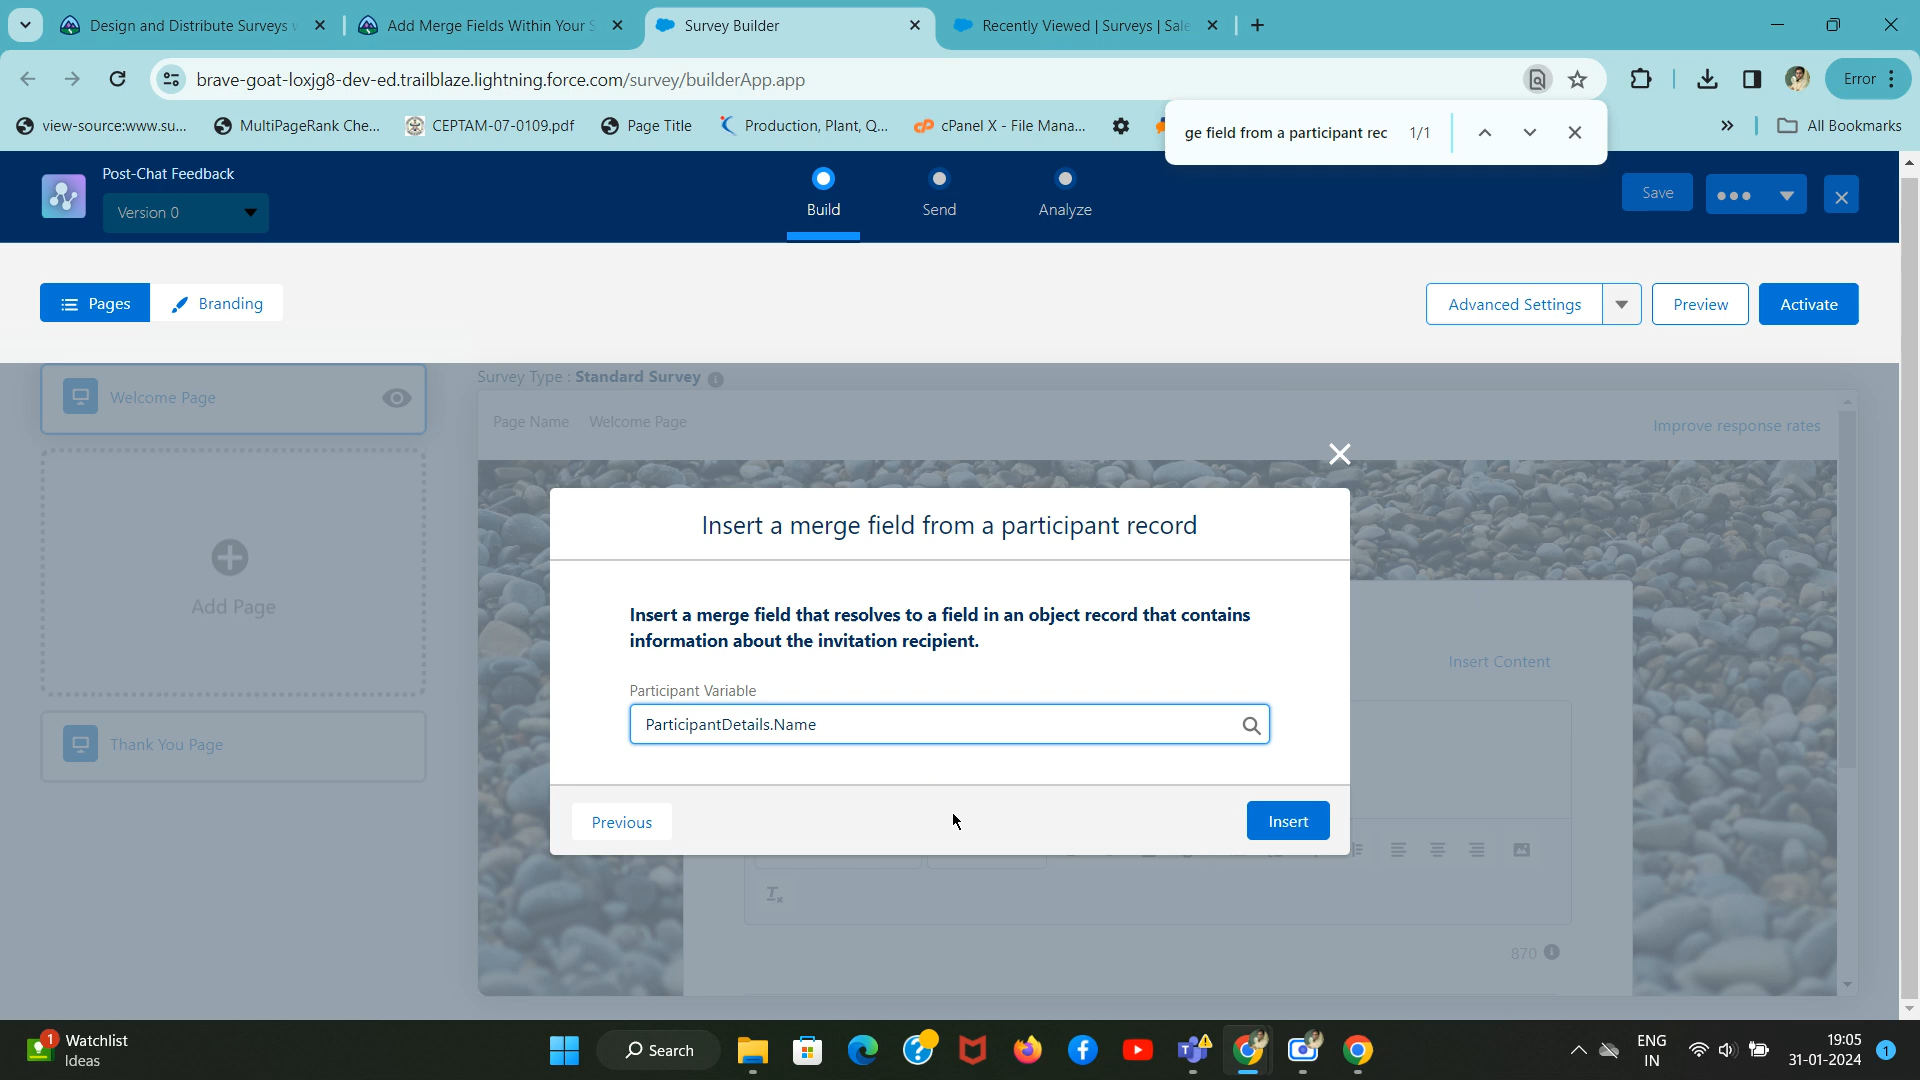 Design and Distribute Surveys w
Add Merge Fields Within Your S
Survey Builder
Recently Viewed | Surveys | Sale
brave-goat-loxjg8-dev-ed.trailblaze.lightning.force.com/survey/builderApp.app
Error
view-source:www.su...
MultiPageRank Che...
CEPTAM-07-0109.pdf
Page Title
Production, Plant, Q...
cPanel X - File Mana...
All Bookmarks
ge field from a participant rec
1/1
Post-Chat Feedback
Version 0
Build
Send
Analyze
Save
Pages
Branding
Advanced Settings
Preview
Activate
Welcome Page
Add Page
Thank You Page
Survey Type : Standard Survey
Page Name Welcome Page
Improve response rates
Insert a merge field from a participant record
Insert a merge field that resolves to a field in an object record that contains
information about the invitation recipient.
Participant Variable
ParticipantDetails.Name
Previous
Insert
Insert Content
870
1
Watchlist
Ideas
Search
ENG
IN
19:05
31-01-2024
1